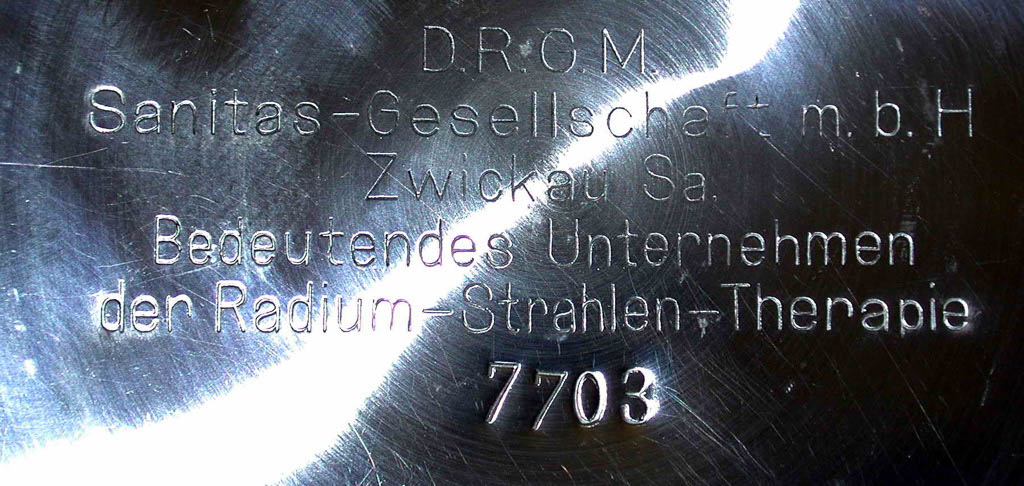 D.R.G.M.
Sanitas-Gesellschaft m. b. H
Zwickau Sa.
Bedeutendes Unternehmen
der Radium-Strahlen-Therapie
7703